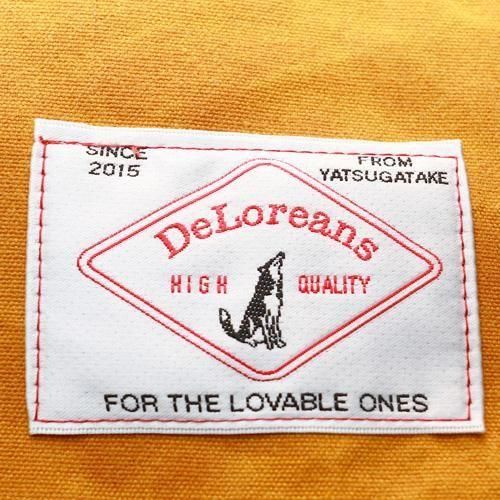 SINCE
2015
FROM
YATSUGATAKE
DeLoreans
HIGH QUALITY
FOR THE LOVABLE ONES